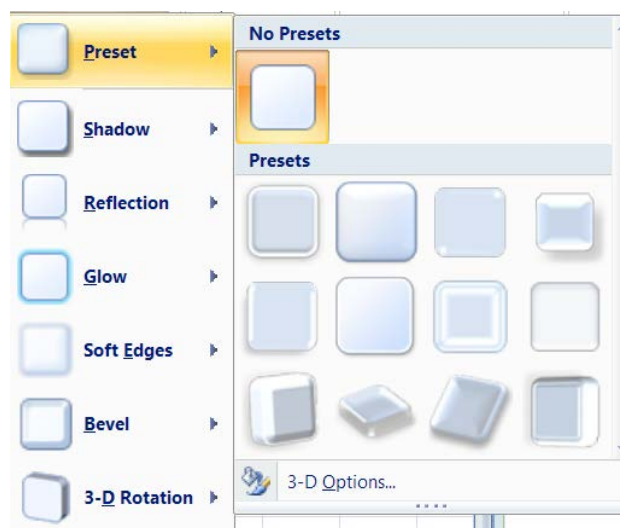 Preset
Shadow
Reflection
Glow
Soft Edges
Bevel
3-D Rotation
No Presets
Presets
3-D Options...